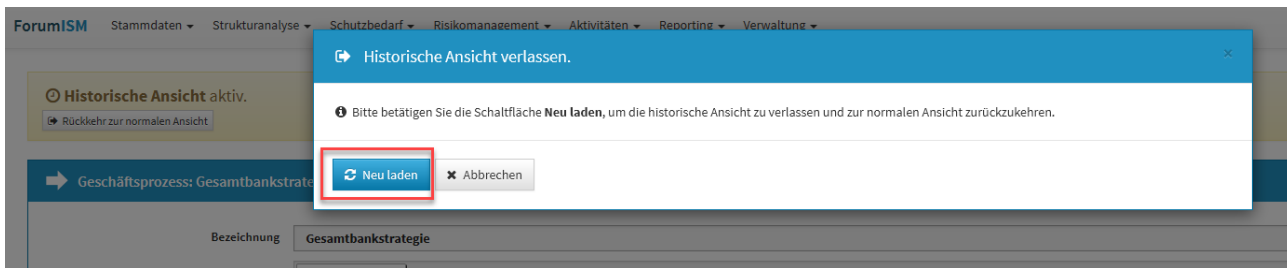 ForumISM Stammdaten Strukturanalyse Schutzbedarf Risikomanagement Aktivitäten Reporting Verwaltung
Historische Ansicht verlassen. ×
Historische Ansicht aktiv.
Rückkehr zur normalen Ansicht
Bitte betätigen Sie die Schaltfläche Neu laden, um die historische Ansicht zu verlassen und zur normalen Ansicht zurückzukehren.
Neu laden Abbrechen
Geschäftsprozess: Gesamtbankstrate
Bezeichnung Gesamtbankstrategie